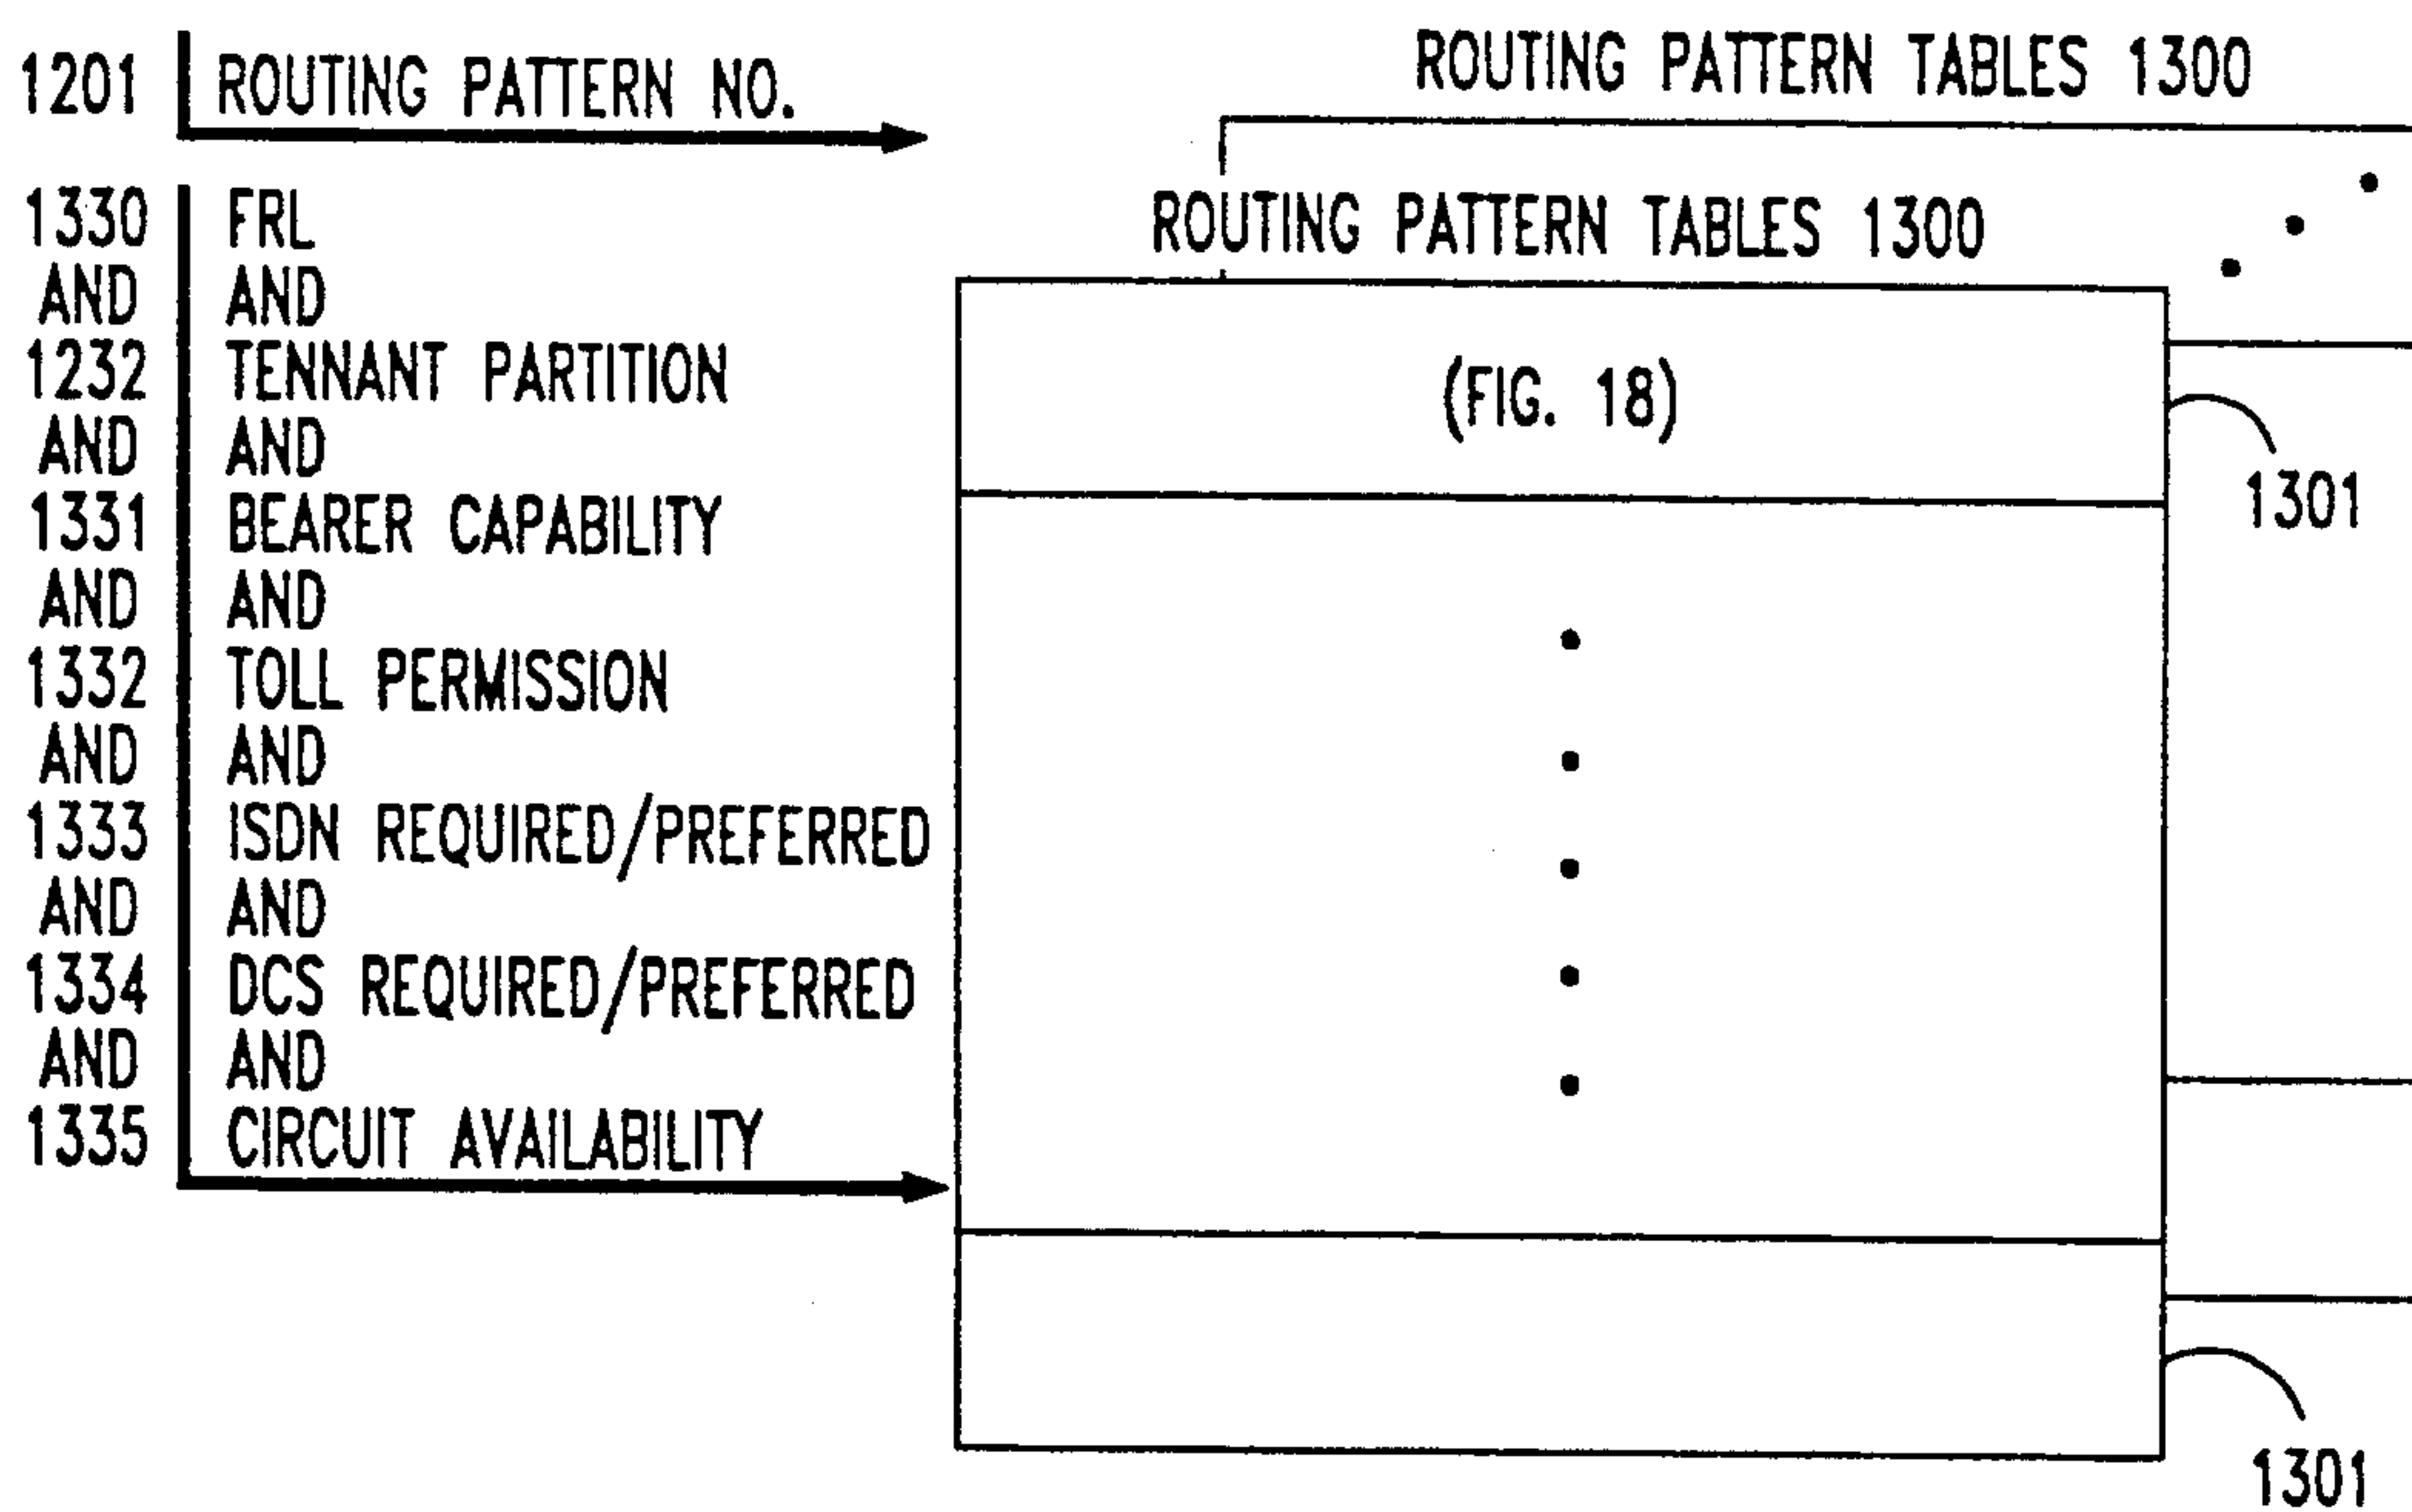 1201 ROUTING PATTERN NO.
ROUTING PATTERN TABLES 1300
1330 FRL
AND AND
1232 TENNANT PARTITION
AND AND
1331 BEARER CAPABILITY
AND AND
1332 TOLL PERMISSION
AND AND
1333 ISDN REQUIRED/PREFERRED
AND AND
1334 DCS REQUIRED/PREFERRED
AND AND
1335 CIRCUIT AVAILABILITY
ROUTING PATTERN TABLES 1300
(FIG. 18)
1301
1301